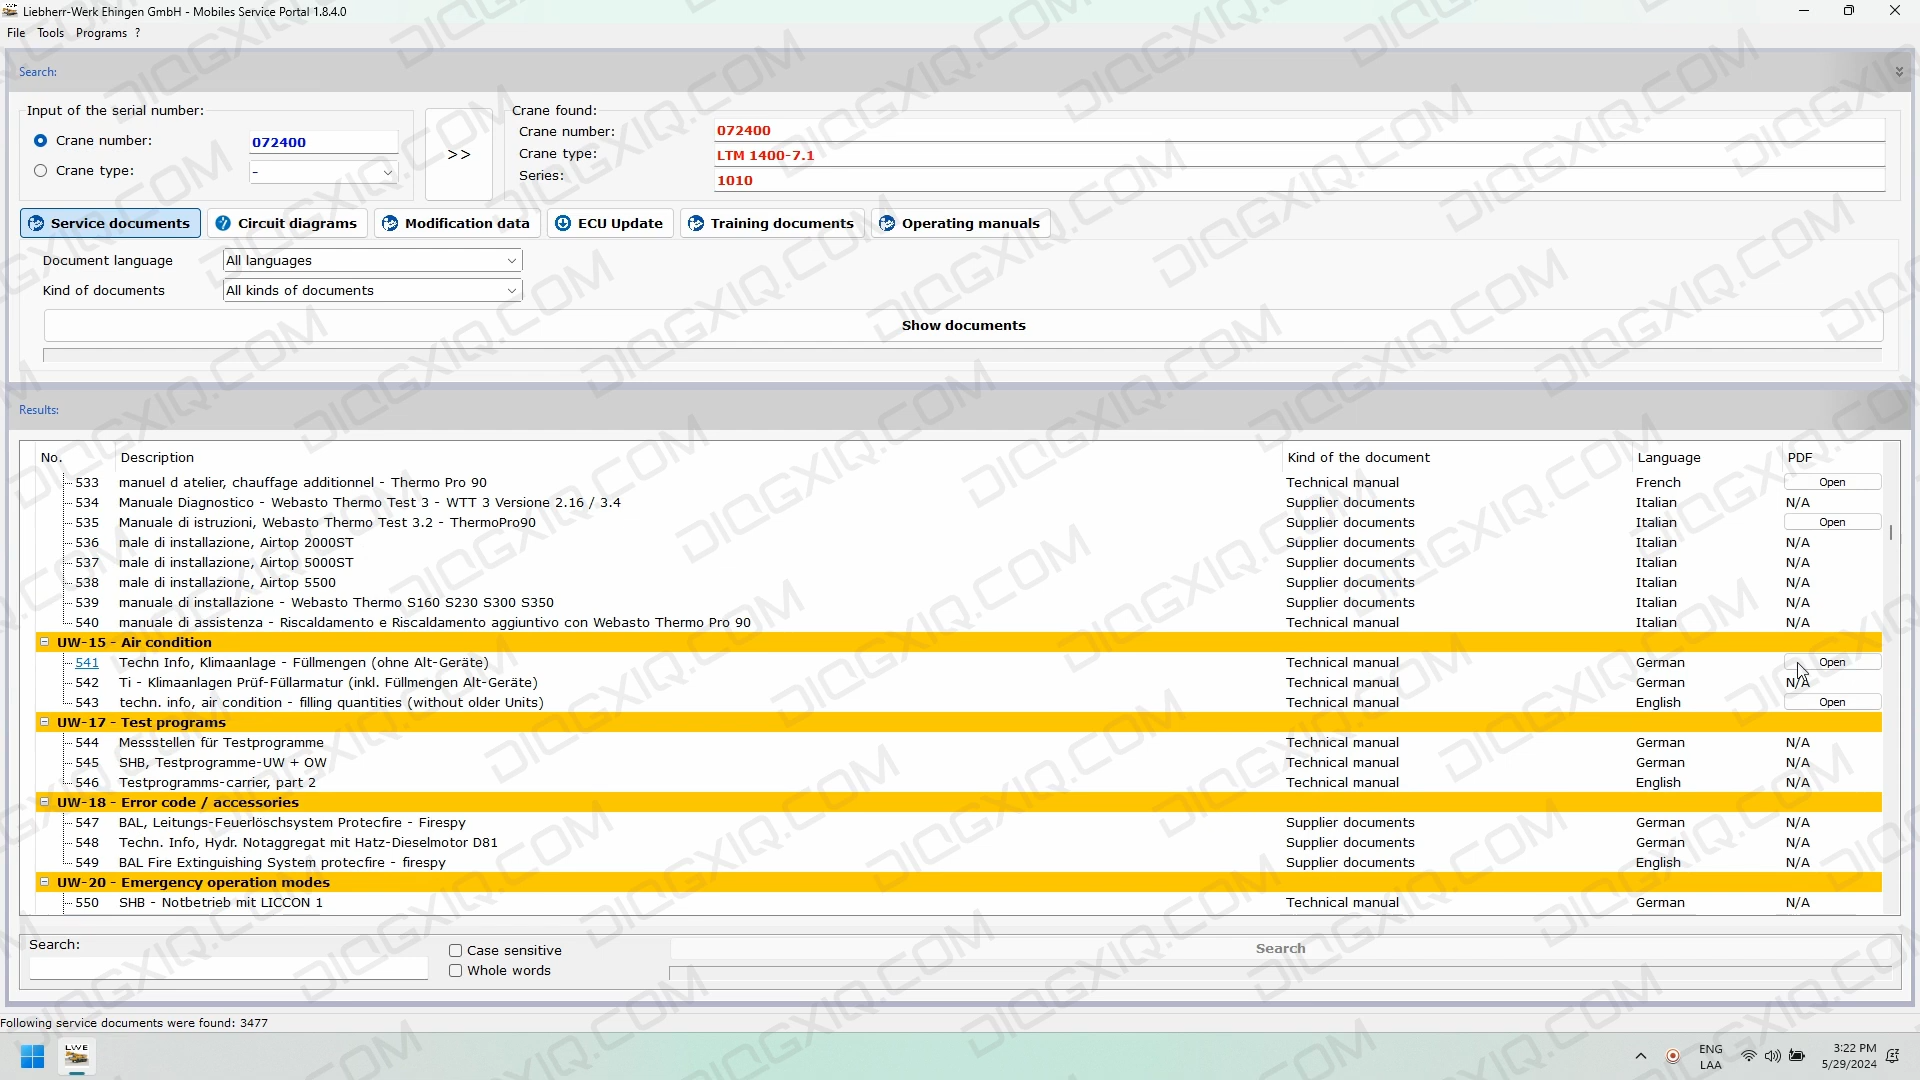 Liebherr-Werk Ehingen GmbH - Mobiles Service Portal 1.8.4.0
File Tools Programs ?
Search:
Input of the serial number:
Crane number: 072400
Crane type: -
>>
Crane found:
Crane number: 072400
Crane type: LTM 1400-7.1
Series: 1010
Service documents Circuit diagrams Modification data ECU Update Training documents Operating manuals
Document language All languages
Kind of documents All kinds of documents
Show documents
Results:
No. Description Kind of the document Language PDF
533 manuel d atelier, chauffage additionnel - Thermo Pro 90 Technical manual French Open
534 Manuale Diagnostico - Webasto Thermo Test 3 - WTT 3 Versione 2.16 / 3.4 Supplier documents Italian N/A
535 Manuale di istruzioni, Webasto Thermo Test 3.2 - ThermoPro90 Supplier documents Italian Open
536 male di installazione, Airtop 2000ST Supplier documents Italian N/A
537 male di installazione, Airtop 5000ST Supplier documents Italian N/A
538 male di installazione, Airtop 5500 Supplier documents Italian N/A
539 manuale di installazione - Webasto Thermo S160 S230 S300 S350 Supplier documents Italian N/A
540 manuale di assistenza - Riscaldamento e Riscaldamento aggiuntivo con Webasto Thermo Pro 90 Technical manual Italian N/A
UW-15 - Air condition
541 Techn Info, Klimaanlage - Füllmengen (ohne Alt-Geräte) Technical manual German Open
542 Ti - Klimaanlagen Prüf-Füllarmatur (inkl. Füllmengen Alt-Geräte) Technical manual German N/A
543 techn. info, air condition - filling quantities (without older Units) Technical manual English Open
UW-17 - Test programs
544 Messstellen für Testprogramme Technical manual German N/A
545 SHB, Testprogramme-UW + OW Technical manual German N/A
546 Testprogramms-carrier, part 2 Technical manual English N/A
UW-18 - Error code / accessories
547 BAL, Leitungs-Feuerlöschsystem Protecfire - Firespy Supplier documents German N/A
548 Techn. Info, Hydr. Notaggregat mit Hatz-Dieselmotor D81 Supplier documents German N/A
549 BAL Fire Extinguishing System protecfire - firespy Supplier documents English N/A
UW-20 - Emergency operation modes
550 SHB - Notbetrieb mit LICCON 1 Technical manual German N/A
Search:
Case sensitive
Whole words
Search
Following service documents were found: 3477
LWE
ENG
LAA
3:22 PM
5/29/2024
DIAGXIQ.COM